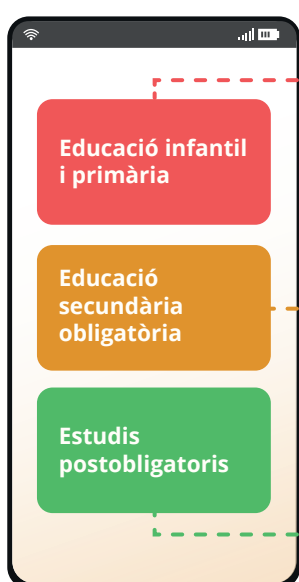 Educació infantil
i primària
Educació
secundària
obligatòria
Estudis
postobligatoris